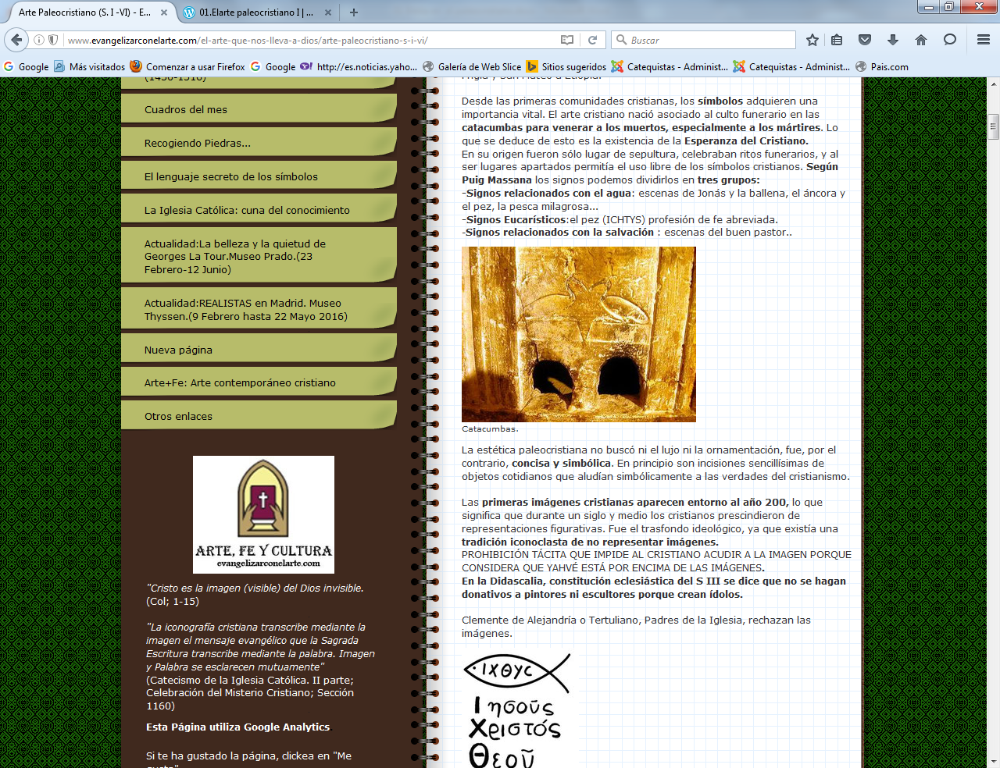 Arte Paleocristiano (S. I -VI) - E...
01.Elarte paleocristiano I | ...
www.evangelizarconelarte.com/el-arte-que-nos-lleva-a-dios/arte-paleocristiano-s-i-vi/
Buscar
Google
Más visitados
Comenzar a usar Firefox
Google
http://es.noticias.yaho...
Galería de Web Slice
Sitios sugeridos
Catequistas - Administ...
Catequistas - Administ...
Pais.com
(1450-1516)
Cuadros del mes
Recogiendo Piedras...
El lenguaje secreto de los símbolos
La Iglesia Católica: cuna del conocimiento
Actualidad:La belleza y la quietud de
Georges La Tour.Museo Prado.(23
Febrero-12 Junio)
Actualidad:REALISTAS en Madrid. Museo
Thyssen.(9 Febrero hasta 22 Mayo 2016)
Nueva página
Arte+Fe: Arte contemporáneo cristiano
Otros enlaces
ARTE, FE Y CULTURA
evangelizarconelarte.com
"Cristo es la imagen (visible) del Dios invisible.
(Col; 1-15)
"La iconografía cristiana transcribe mediante la
imagen el mensaje evangélico que la Sagrada
Escritura transcribe mediante la palabra. Imagen
y Palabra se esclarecen mutuamente"
(Catecismo de la Iglesia Católica. II parte;
Celebración del Misterio Cristiano; Sección
1160)
Esta Página utiliza Google Analytics.
Si te ha gustado la página, clickea en "Me
gusta"
Frigia y San Mateo a Etiopía.
Desde las primeras comunidades cristianas, los símbolos adquieren una
importancia vital. El arte cristiano nació asociado al culto funerario en las
catacumbas para venerar a los muertos, especialmente a los mártires. Lo
que se deduce de esto es la existencia de la Esperanza del Cristiano.
En su origen fueron sólo lugar de sepultura, celebraban ritos funerarios, y al
ser lugares apartados permitía el uso libre de los símbolos cristianos. Según
Puig Massana los signos podemos dividirlos en tres grupos:
-Signos relacionados con el agua: escenas de Jonás y la ballena, el áncora y
el pez, la pesca milagrosa...
-Signos Eucarísticos:el pez (ICHTYS) profesión de fe abreviada.
-Signos relacionados con la salvación : escenas del buen pastor..
Catacumbas.
La estética paleocristiana no buscó ni el lujo ni la ornamentación, fue, por el
contrario, concisa y simbólica. En principio son incisiones sencillísimas de
objetos cotidianos que aludían simbólicamente a las verdades del cristianismo.
Las primeras imágenes cristianas aparecen entorno al año 200, lo que
significa que durante un siglo y medio los cristianos prescindieron de
representaciones figurativas. Fue el trasfondo ideológico, ya que existía una
tradición iconoclasta de no representar imágenes.
PROHIBICIÓN TÁCITA QUE IMPIDE AL CRISTIANO ACUDIR A LA IMAGEN PORQUE
CONSIDERA QUE YAHVÉ ESTÁ POR ENCIMA DE LAS IMÁGENES.
En la Didascalia, constitución eclesiástica del S III se dice que no se hagan
donativos a pintores ni escultores porque crean ídolos.
Clemente de Alejandría o Tertuliano, Padres de la Iglesia, rechazan las
imágenes.
ΙΧΘΥC
Ιησοῦς
Χριστός
Θεοῦ